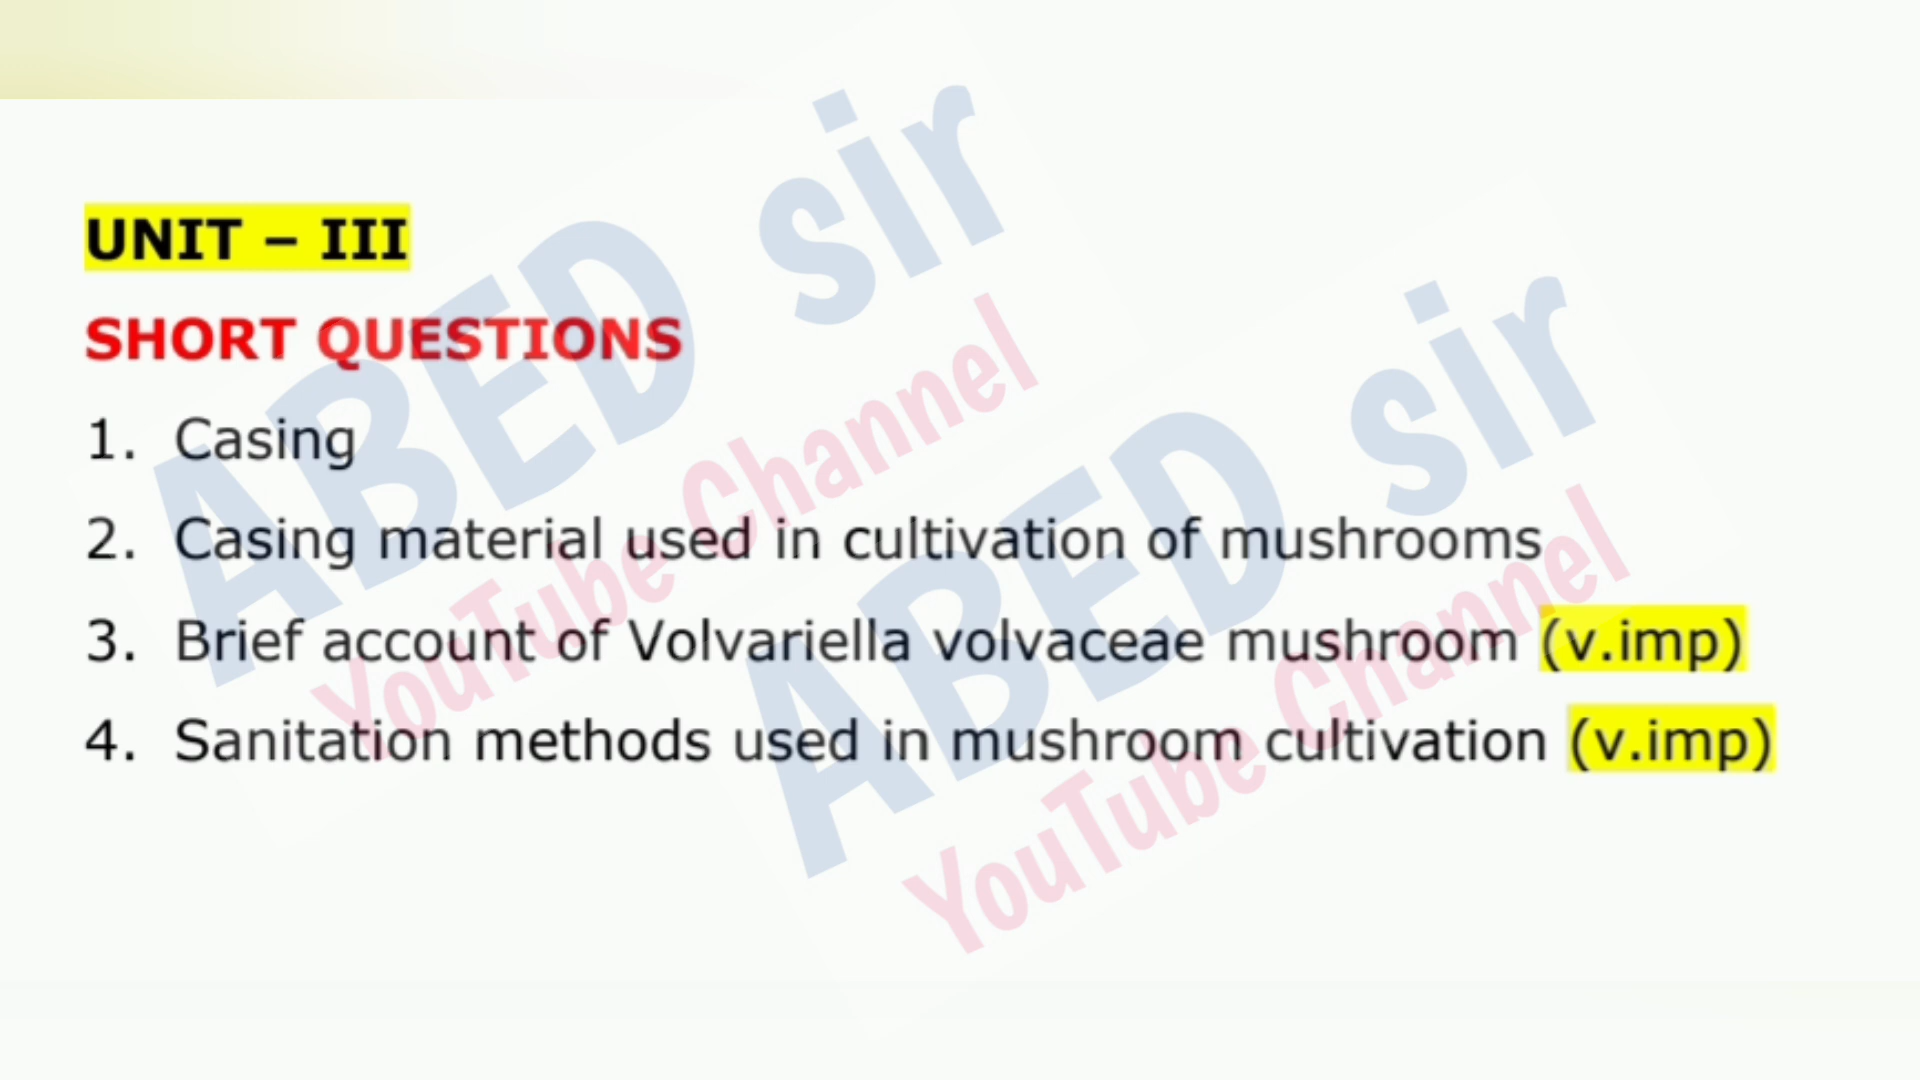 UNIT – III
SHORT QUESTIONS
1. Casing
2. Casing material used in cultivation of mushrooms
3. Brief account of Volvariella volvaceae mushroom (v.imp)
4. Sanitation methods used in mushroom cultivation (v.imp)
ABED sir
YouTube Channel
ABED sir
YouTube Channel